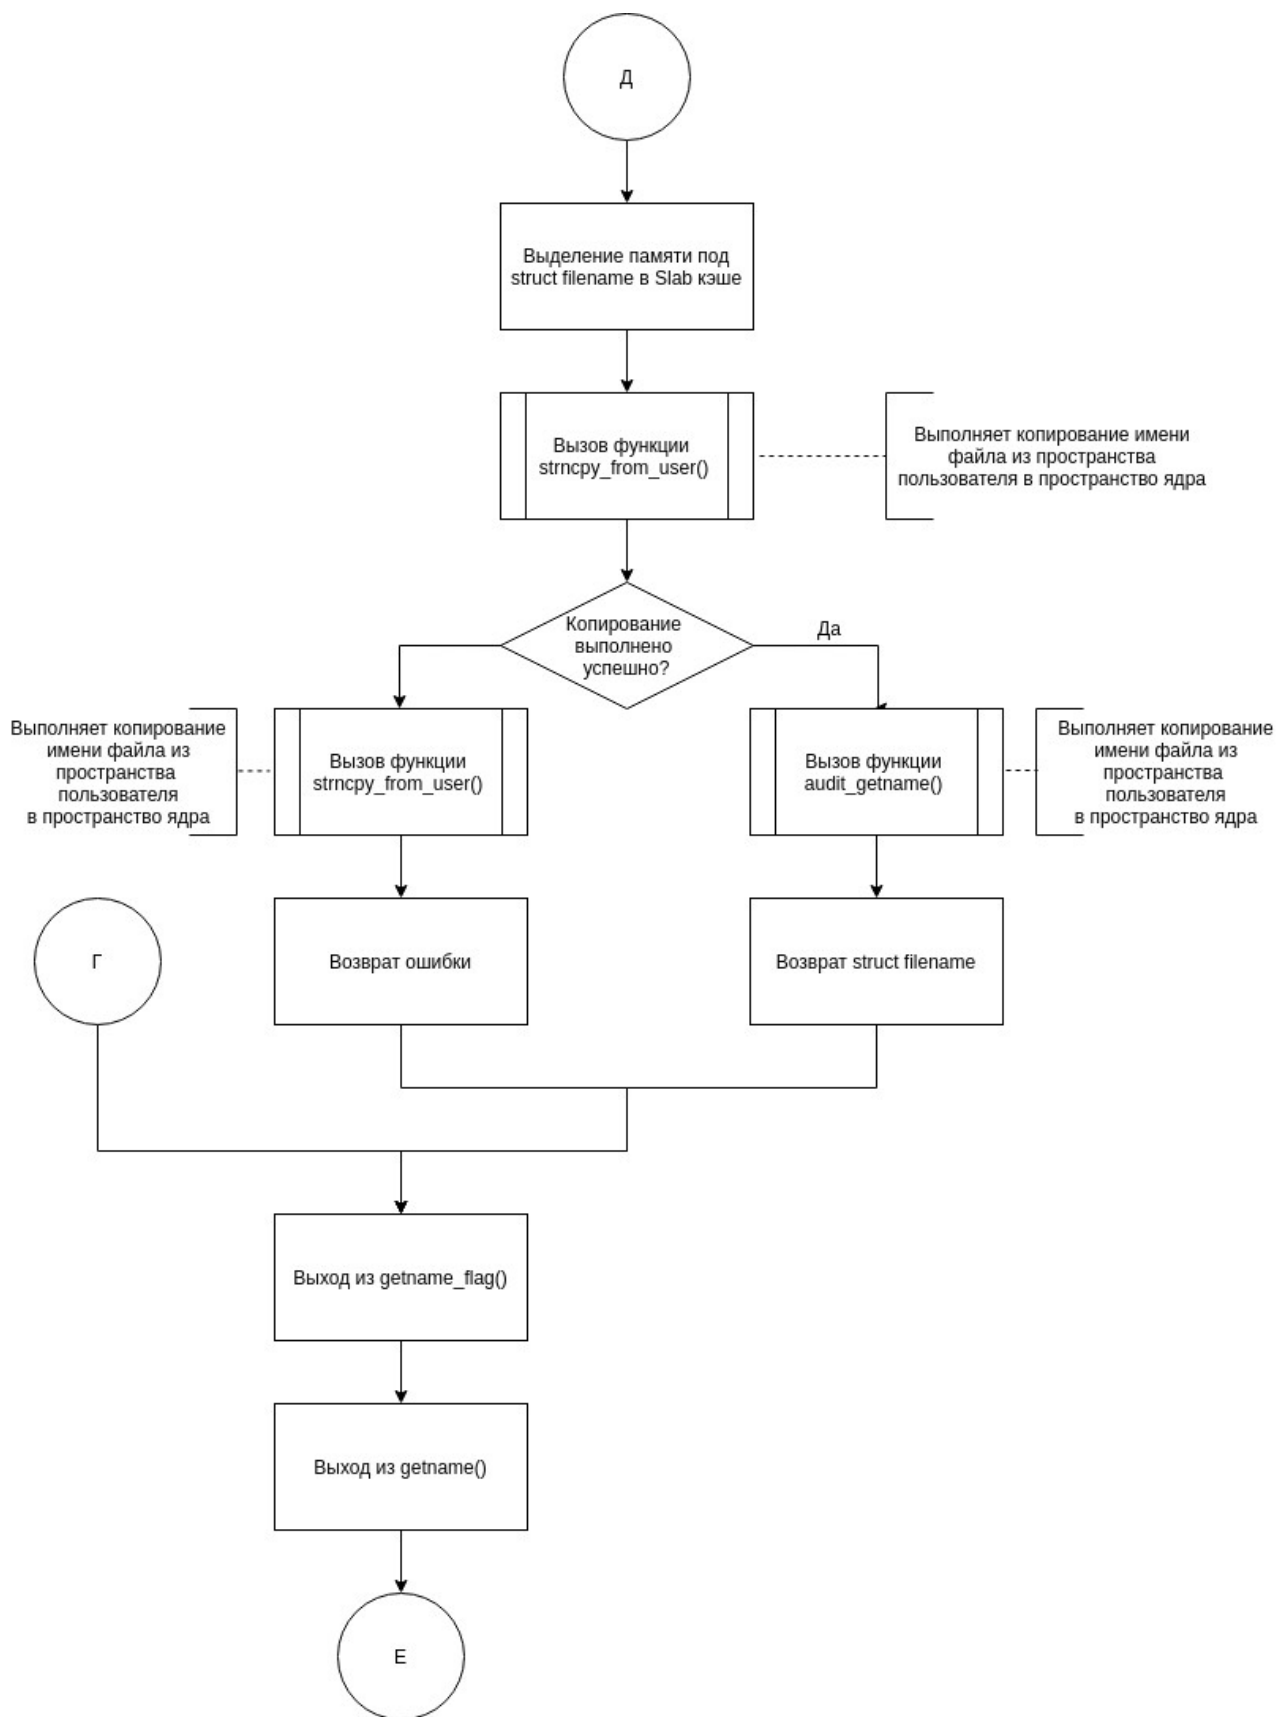 Д
Выделение памяти под
struct filename в Slab кэше
Вызов функции
strncpy_from_user()
Выполняет копирование имени
файла из пространства
пользователя в пространство ядра
Копирование
выполнено
успешно?
Да
Выполняет копирование
имени файла из
пространства
пользователя
в пространство ядра
Вызов функции
strncpy_from_user()
Вызов функции
audit_getname()
Выполняет копирование
имени файла из
пространства
пользователя
в пространство ядра
Г
Возврат ошибки
Возврат struct filename
Выход из getname_flag()
Выход из getname()
Е